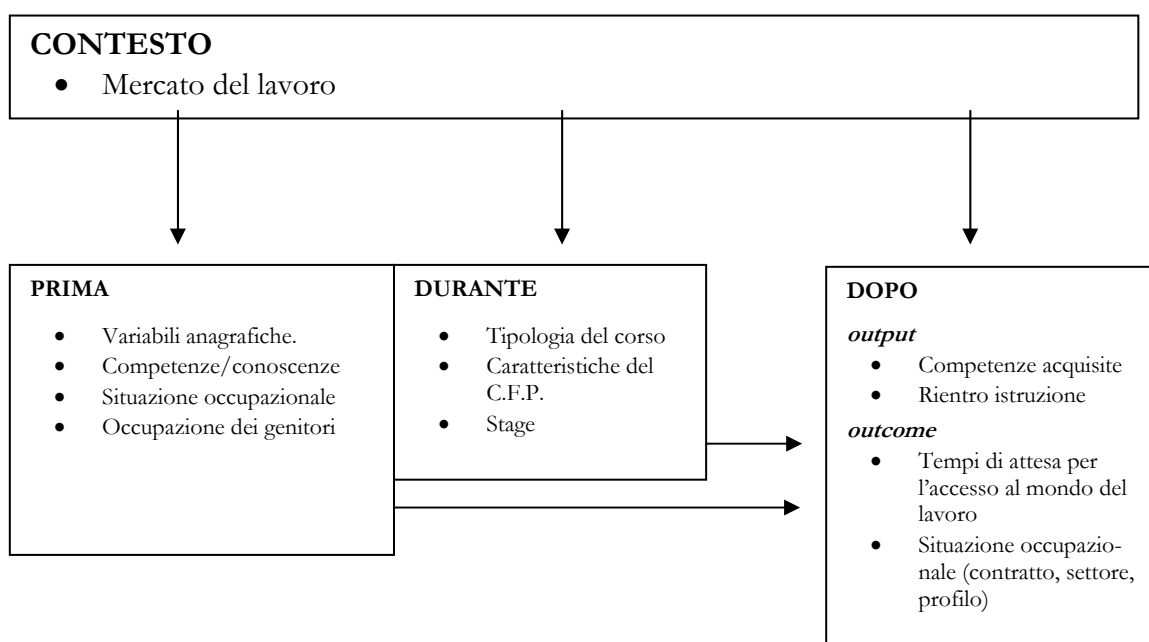 CONTESTO
• Mercato del lavoro
PRIMA
• Variabili anagrafiche.
• Competenze/conoscenze
• Situazione occupazionale
• Occupazione dei genitori
DURANTE
• Tipologia del corso
• Caratteristiche del
C.F.P.
• Stage
DOPO
output
• Competenze acquisite
• Rientro istruzione
outcome
• Tempi di attesa per
l'accesso al mondo del
lavoro
• Situazione occupazio-
nale (contratto, settore,
profilo)